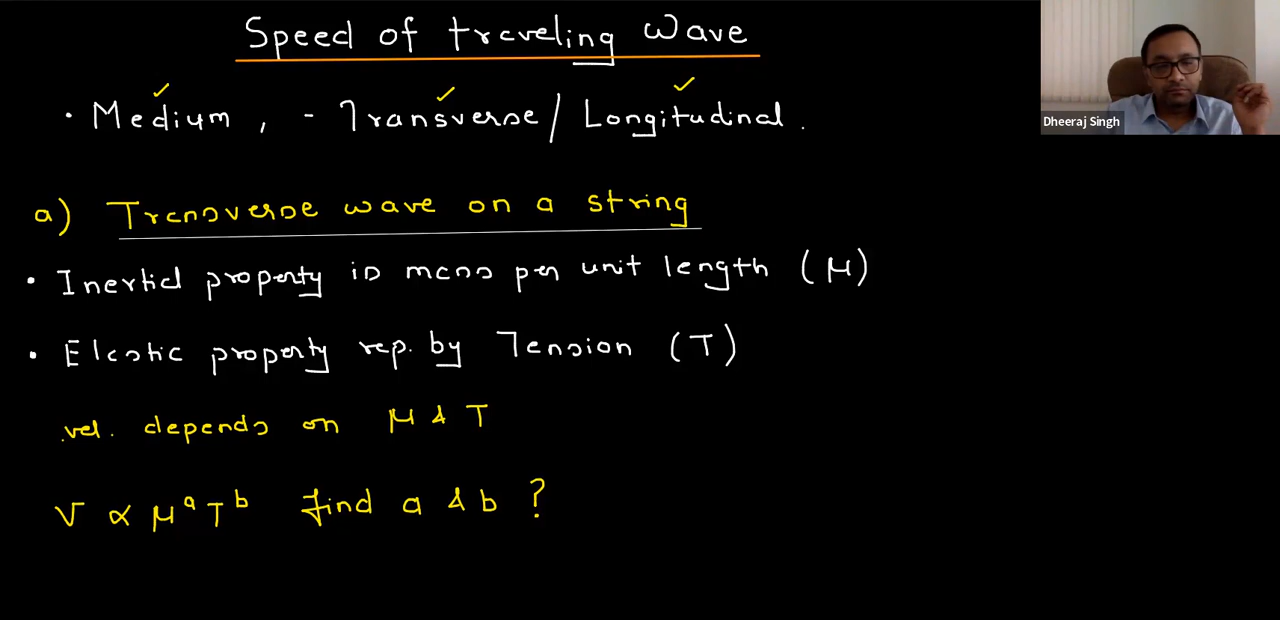 Speed of traveling Wave
Dheeraj Singh
· Medium, - Transverse / Longitudinal.
a) Transverse wave on a string
· Inertial property is mass per unit length (μ)
· Elastic property rep. by Tension (T)
vel. depends on μ & T
V ∝ μᵃ Tᵇ find a & b ?